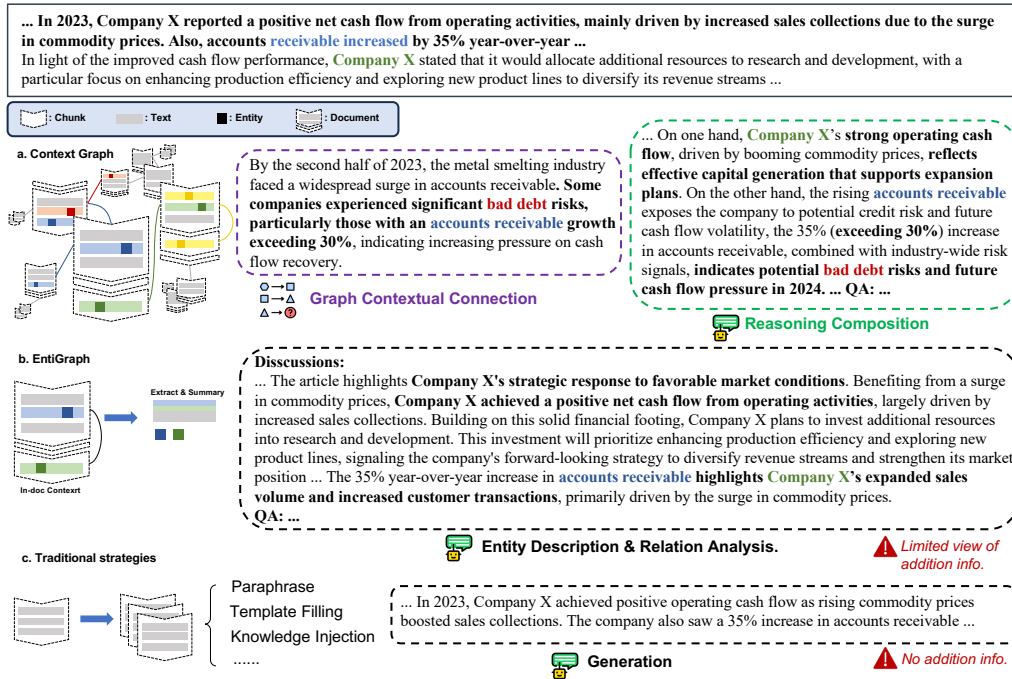 ... In 2023, Company X reported a positive net cash flow from operating activities, mainly driven by increased sales collections due to the surge
in commodity prices. Also, accounts receivable increased by 35% year-over-year ...
In light of the improved cash flow performance, Company X stated that it would allocate additional resources to research and development, with a
particular focus on enhancing production efficiency and exploring new product lines to diversify its revenue streams ...
: Chunk
: Text
: Entity
: Document
a. Context Graph
By the second half of 2023, the metal smelting industry
faced a widespread surge in accounts receivable. Some
companies experienced significant bad debt risks,
particularly those with an accounts receivable growth
exceeding 30%, indicating increasing pressure on cash
flow recovery.
?
Graph Contextual Connection
... On one hand, Company X's strong operating cash
flow, driven by booming commodity prices, reflects
effective capital generation that supports expansion
plans. On the other hand, the rising accounts receivable
exposes the company to potential credit risk and future
cash flow volatility, the 35% (exceeding 30%) increase
in accounts receivable, combined with industry-wide risk
signals, indicates potential bad debt risks and future
cash flow pressure in 2024. ... QA: ...
Reasoning Composition
b. EntiGraph
Extract & Summary
In-doc Contexrt
Disscussions:
... The article highlights Company X's strategic response to favorable market conditions. Benefiting from a surge
in commodity prices, Company X achieved a positive net cash flow from operating activities, largely driven by
increased sales collections. Building on this solid financial footing, Company X plans to invest additional resources
into research and development. This investment will prioritize enhancing production efficiency and exploring new
product lines, signaling the company's forward-looking strategy to diversify revenue streams and strengthen its market
position ... The 35% year-over-year increase in accounts receivable highlights Company X's expanded sales
volume and increased customer transactions, primarily driven by the surge in commodity prices.
QA: ...
Entity Description & Relation Analysis.
Limited view of
addition info.
c. Traditional strategies
Paraphrase
Template Filling
Knowledge Injection
......
... In 2023, Company X achieved positive operating cash flow as rising commodity prices
boosted sales collections. The company also saw a 35% increase in accounts receivable ...
Generation
No addition info.